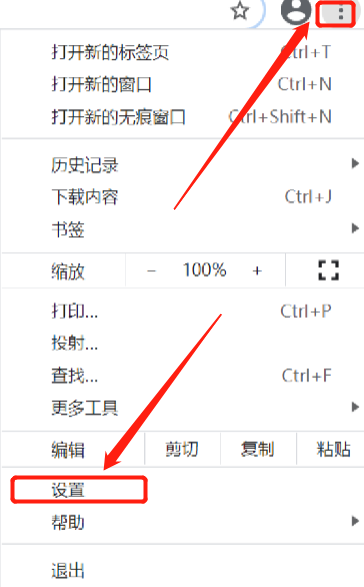 打开新的标签页 Ctrl+T
打开新的窗口 Ctrl+N
打开新的无痕窗口 Ctrl+Shift+N
历史记录
下载内容 Ctrl+J
书签
缩放 － 100% +
打印... Ctrl+P
投射...
查找... Ctrl+F
更多工具
编辑 剪切 复制 粘贴
设置
帮助
退出